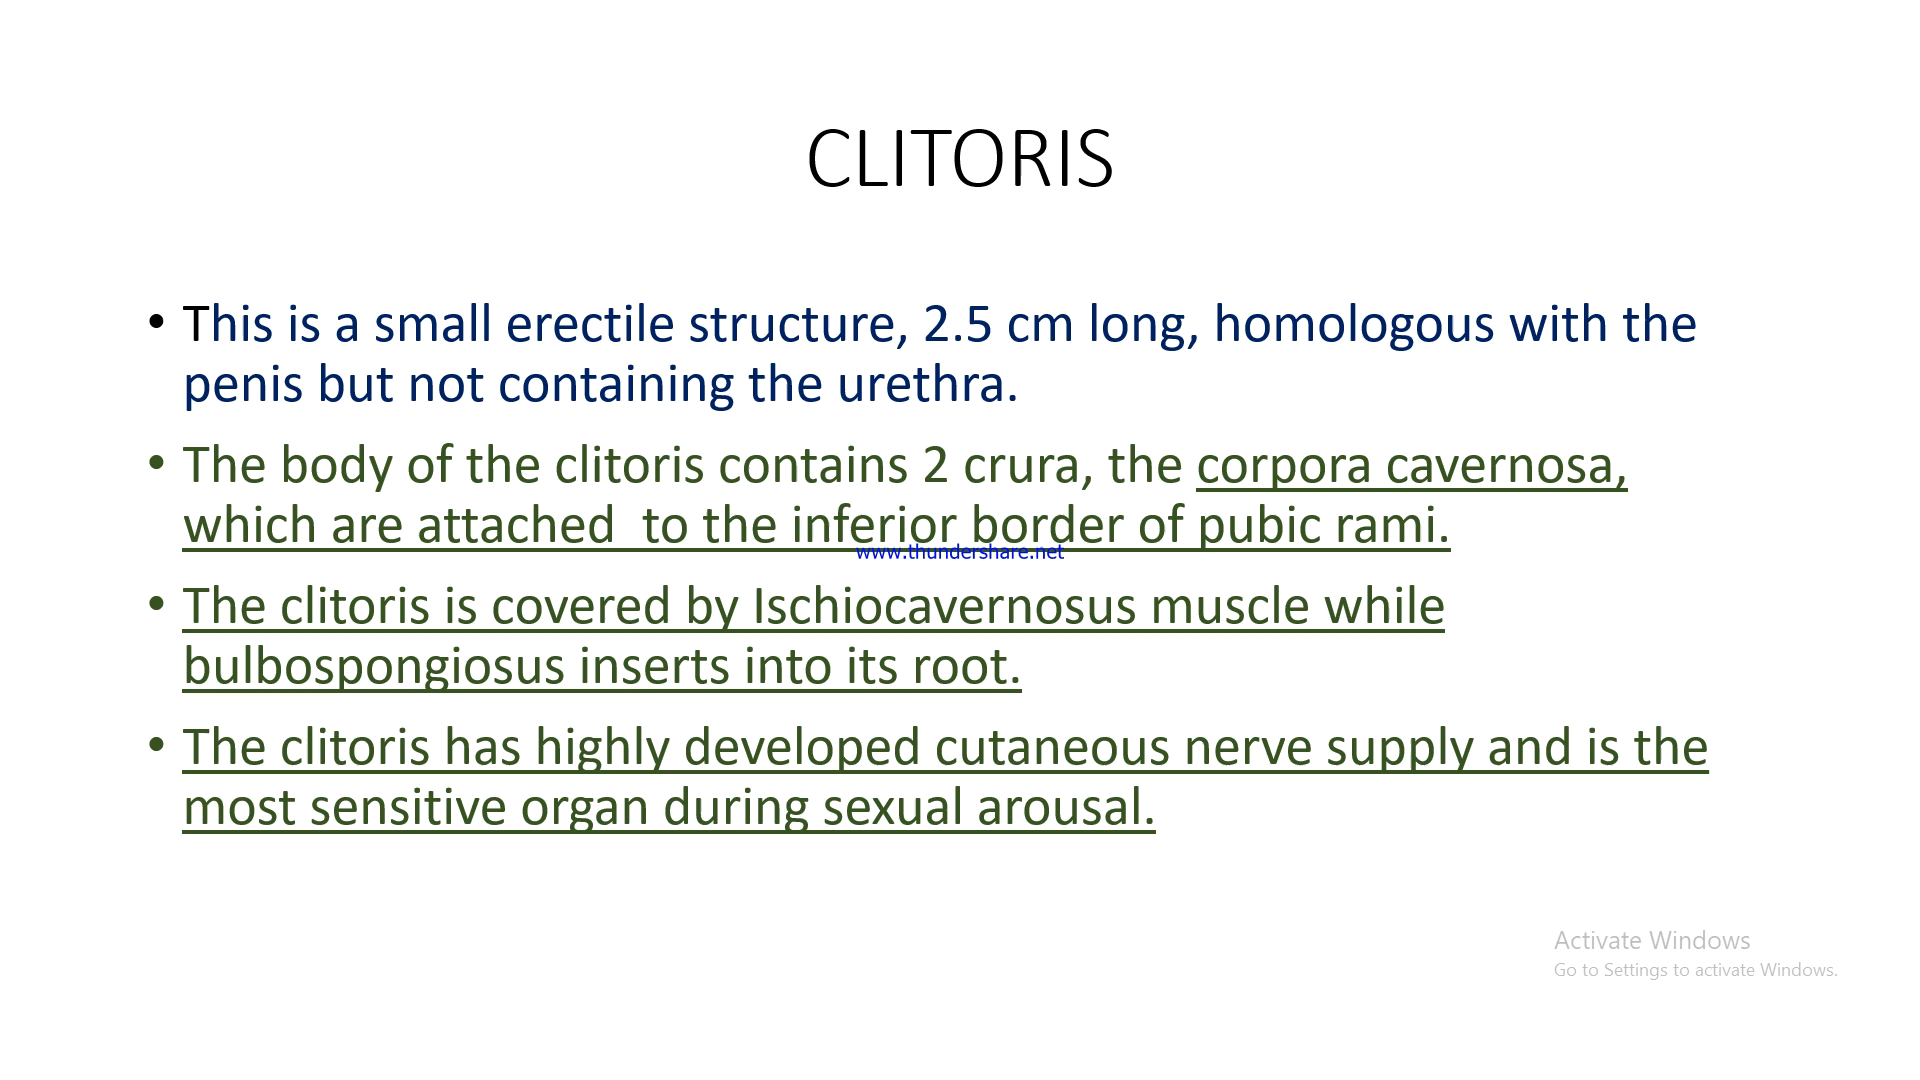 CLITORIS
• This is a small erectile structure, 2.5 cm long, homologous with the
penis but not containing the urethra.
• The body of the clitoris contains 2 crura, the corpora cavernosa,
which are attached  to the inferior border of pubic rami.
www.thundershare.net
• The clitoris is covered by Ischiocavernosus muscle while
bulbospongiosus inserts into its root.
• The clitoris has highly developed cutaneous nerve supply and is the
most sensitive organ during sexual arousal.
Activate Windows
Go to Settings to activate Windows.